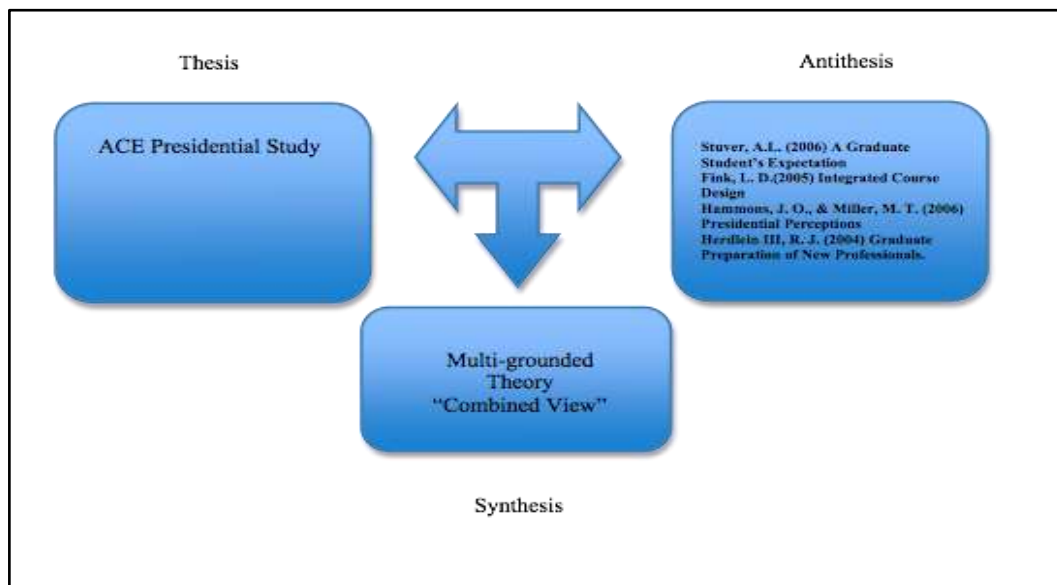 Thesis
Antithesis
ACE Presidential Study
Stuver, A.L. (2006) A Graduate
Student's Expectation
Fink, L. D.(2005) Integrated Course
Design
Hammons, J. O., & Miller, M. T. (2006)
Presidential Perceptions
Herdlein III, R. J. (2004) Graduate
Preparation of New Professionals.
Multi-grounded
Theory
“Combined View”
Synthesis